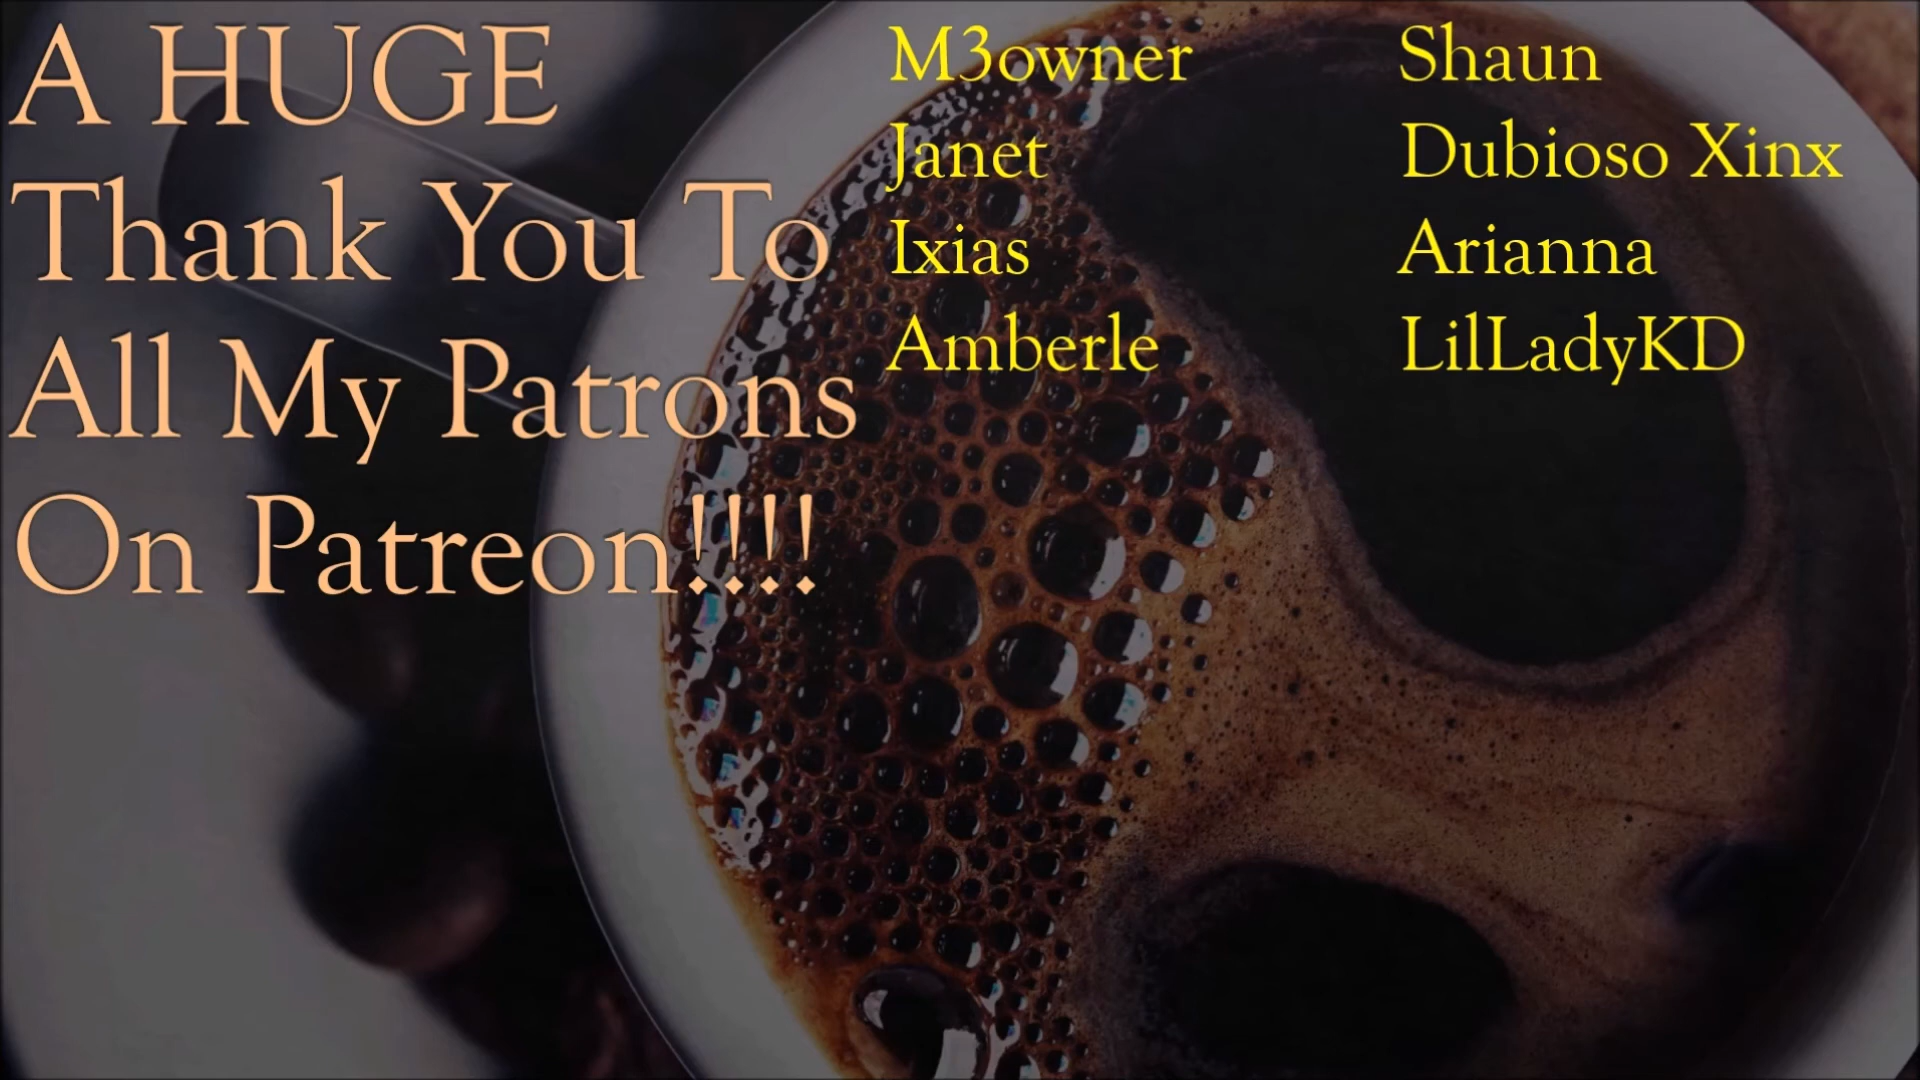 A HUGE
Thank You To
All My Patrons
On Patreon!!!!
M3owner
Janet
Ixias
Amberle
Shaun
Dubioso Xinx
Arianna
LilLadyKD